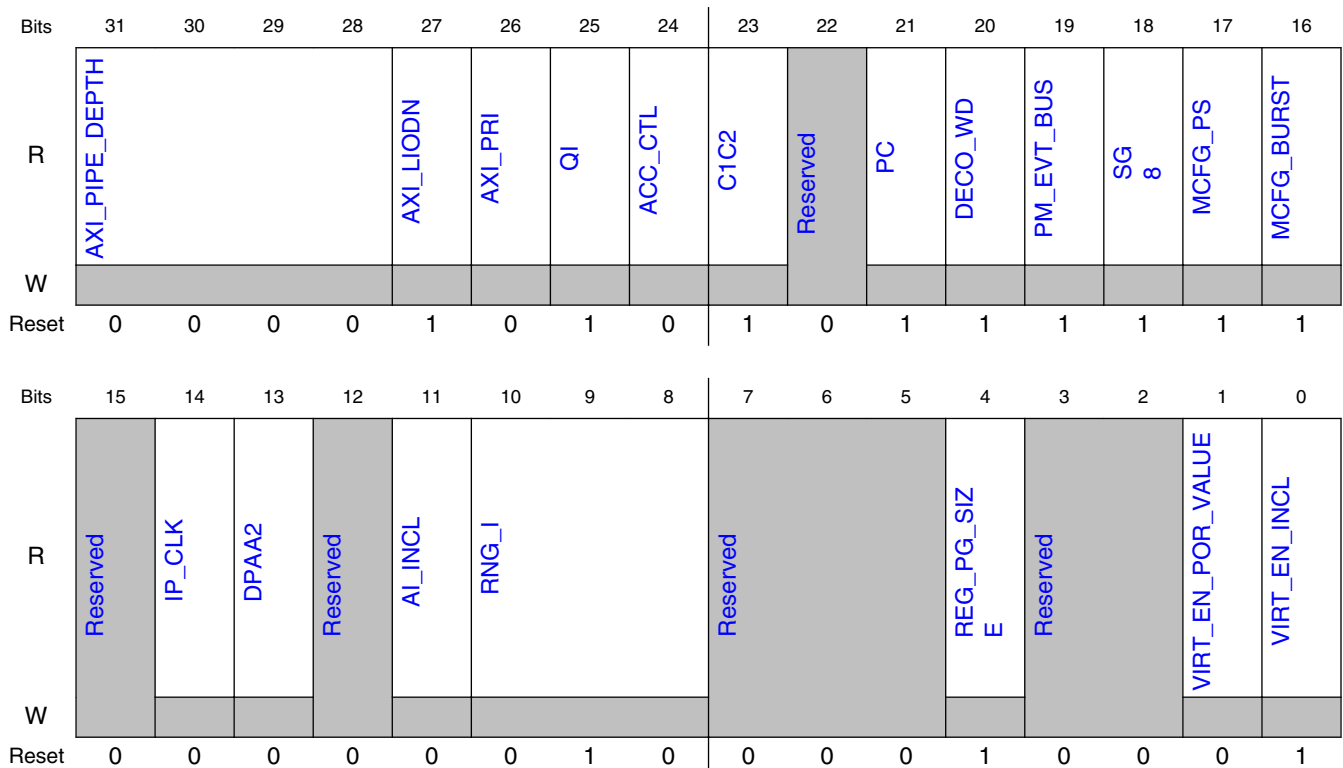 Bits 31 30 29 28 27 26 25 24 23 22 21 20 19 18 17 16
R AXI_PIPE_DEPTH AXI_LIODN AXI_PRI QI ACC_CTL C1C2 Reserved PC DECO_WD PM_EVT_BUS SG 8 MCFG_PS MCFG_BURST
W
Reset 0 0 0 0 1 0 1 0 1 0 1 1 1 1 1 1
Bits 15 14 13 12 11 10 9 8 7 6 5 4 3 2 1 0
R Reserved IP_CLK DPAA2 Reserved AI_INCL RNG_I Reserved REG_PG_SIZ E Reserved VIRT_EN_POR_VALUE VIRT_EN_INCL
W
Reset 0 0 0 0 0 0 1 0 0 0 0 1 0 0 0 1